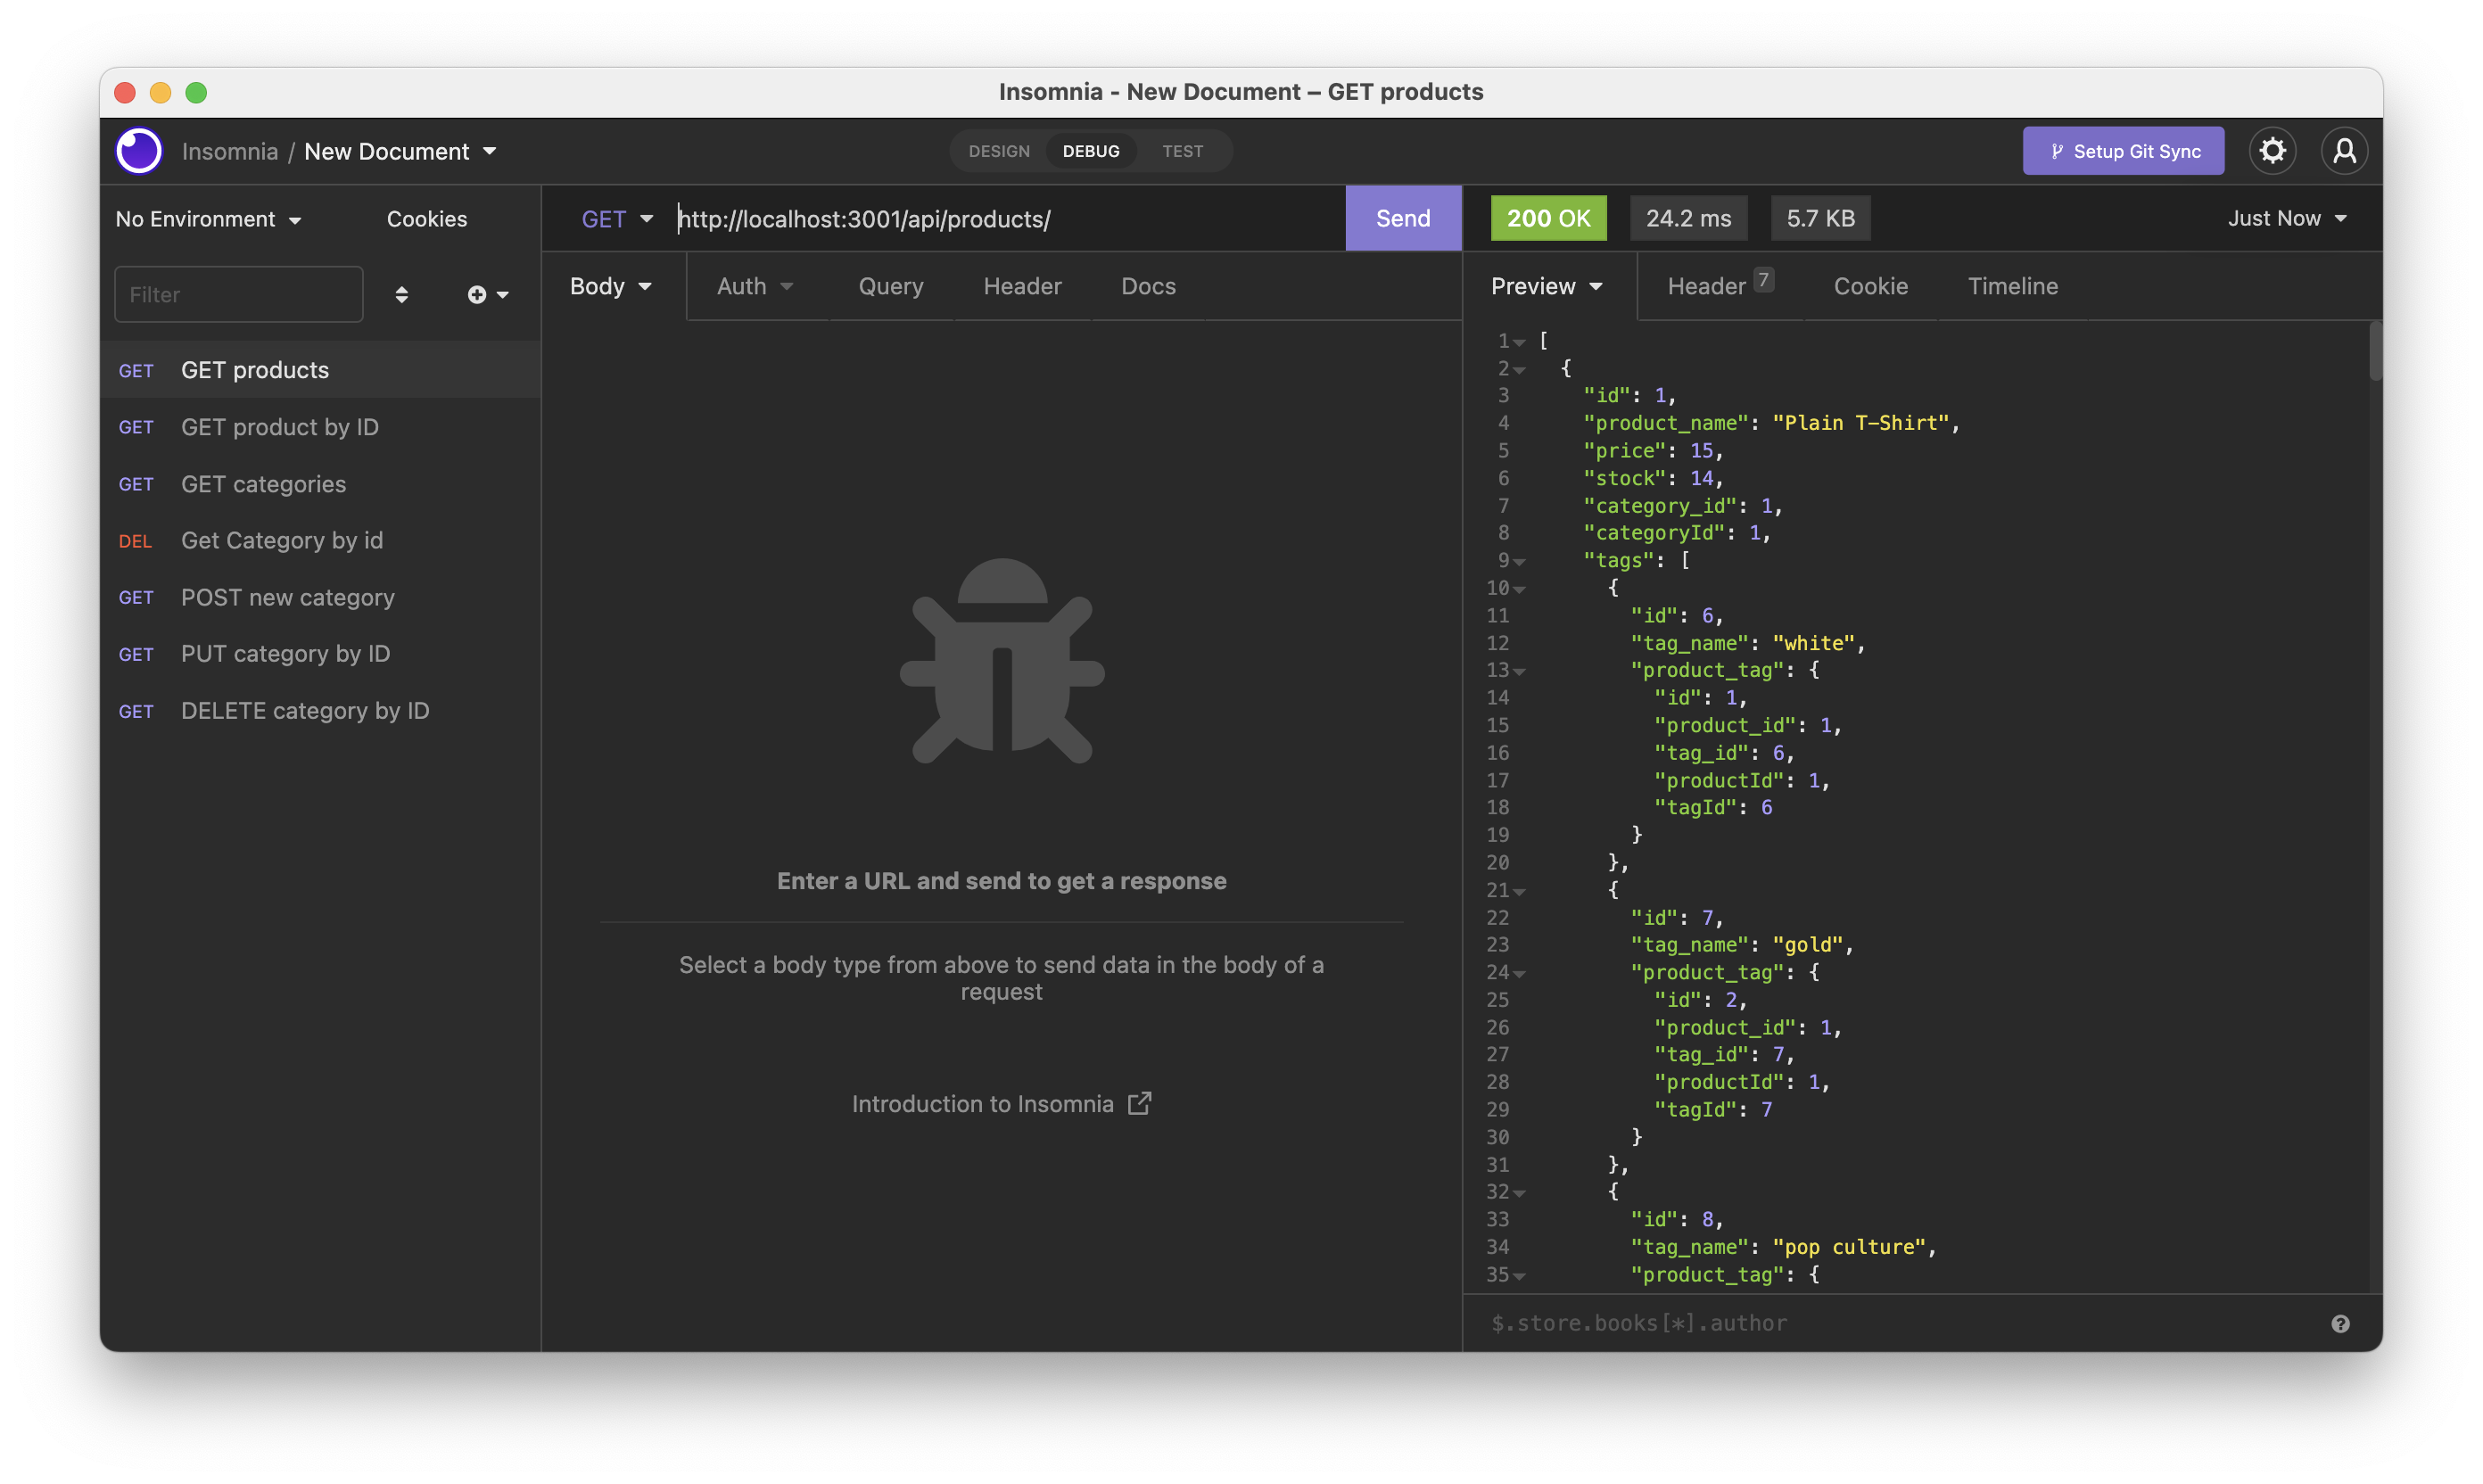 Insomnia - New Document – GET products
Insomnia / New Document
DESIGN DEBUG TEST
Setup Git Sync
No Environment Cookies
Filter
GET GET products
GET GET product by ID
GET GET categories
DEL Get Category by id
GET POST new category
GET PUT category by ID
GET DELETE category by ID
GET http://localhost:3001/api/products/ Send
Body Auth Query Header Docs
Enter a URL and send to get a response
Select a body type from above to send data in the body of a
request
Introduction to Insomnia
200 OK 24.2 ms 5.7 KB Just Now
Preview Header 7 Cookie Timeline
1 [
2 {
3 "id": 1,
4 "product_name": "Plain T-Shirt",
5 "price": 15,
6 "stock": 14,
7 "category_id": 1,
8 "categoryId": 1,
9 "tags": [
10 {
11 "id": 6,
12 "tag_name": "white",
13 "product_tag": {
14 "id": 1,
15 "product_id": 1,
16 "tag_id": 6,
17 "productId": 1,
18 "tagId": 6
19 }
20 },
21 {
22 "id": 7,
23 "tag_name": "gold",
24 "product_tag": {
25 "id": 2,
26 "product_id": 1,
27 "tag_id": 7,
28 "productId": 1,
29 "tagId": 7
30 }
31 },
32 {
33 "id": 8,
34 "tag_name": "pop culture",
35 "product_tag": {
$.store.books[*].author